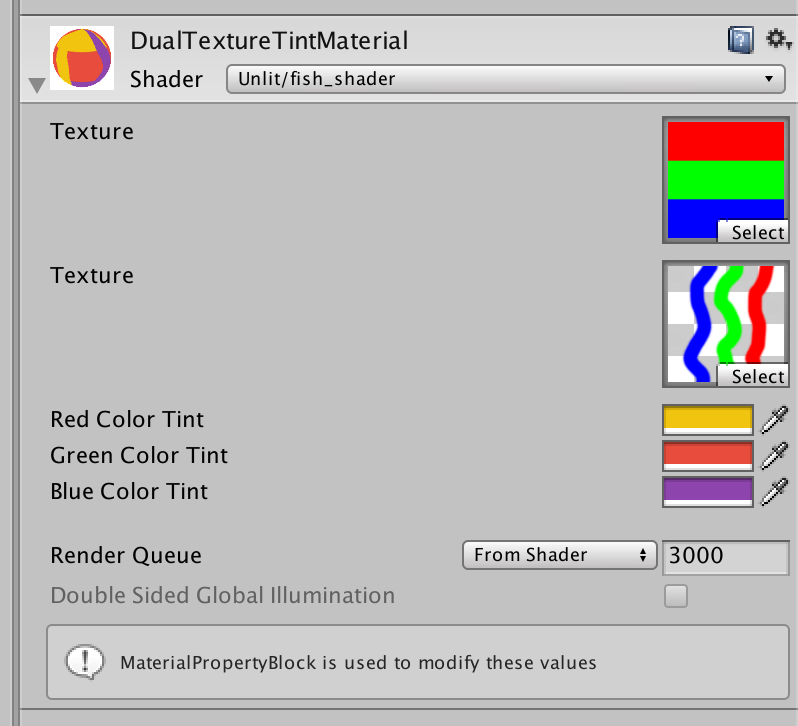 DualTextureTintMaterial
Shader Unlit/fish_shader
Texture
Select
Texture
Select
Red Color Tint
Green Color Tint
Blue Color Tint
Render Queue From Shader 3000
Double Sided Global Illumination
MaterialPropertyBlock is used to modify these values